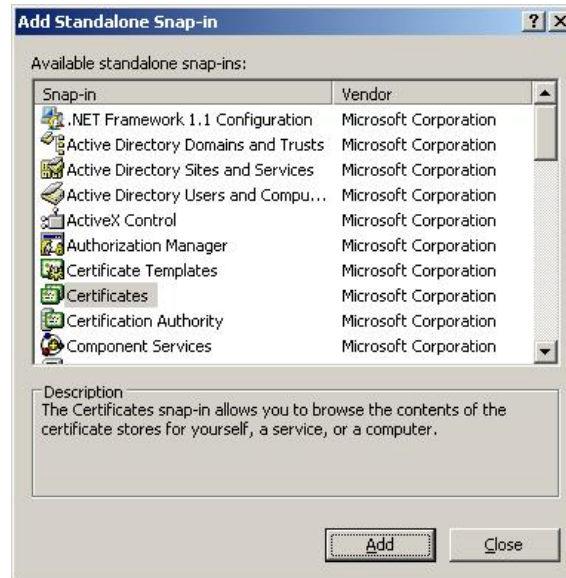 Add Standalone Snap-in
Available standalone snap-ins:
Snap-in Vendor
.NET Framework 1.1 Configuration Microsoft Corporation
Active Directory Domains and Trusts Microsoft Corporation
Active Directory Sites and Services Microsoft Corporation
Active Directory Users and Compu... Microsoft Corporation
ActiveX Control Microsoft Corporation
Authorization Manager Microsoft Corporation
Certificate Templates Microsoft Corporation
Certificates Microsoft Corporation
Certification Authority Microsoft Corporation
Component Services Microsoft Corporation
Description
The Certificates snap-in allows you to browse the contents of the
certificate stores for yourself, a service, or a computer.
Add Close